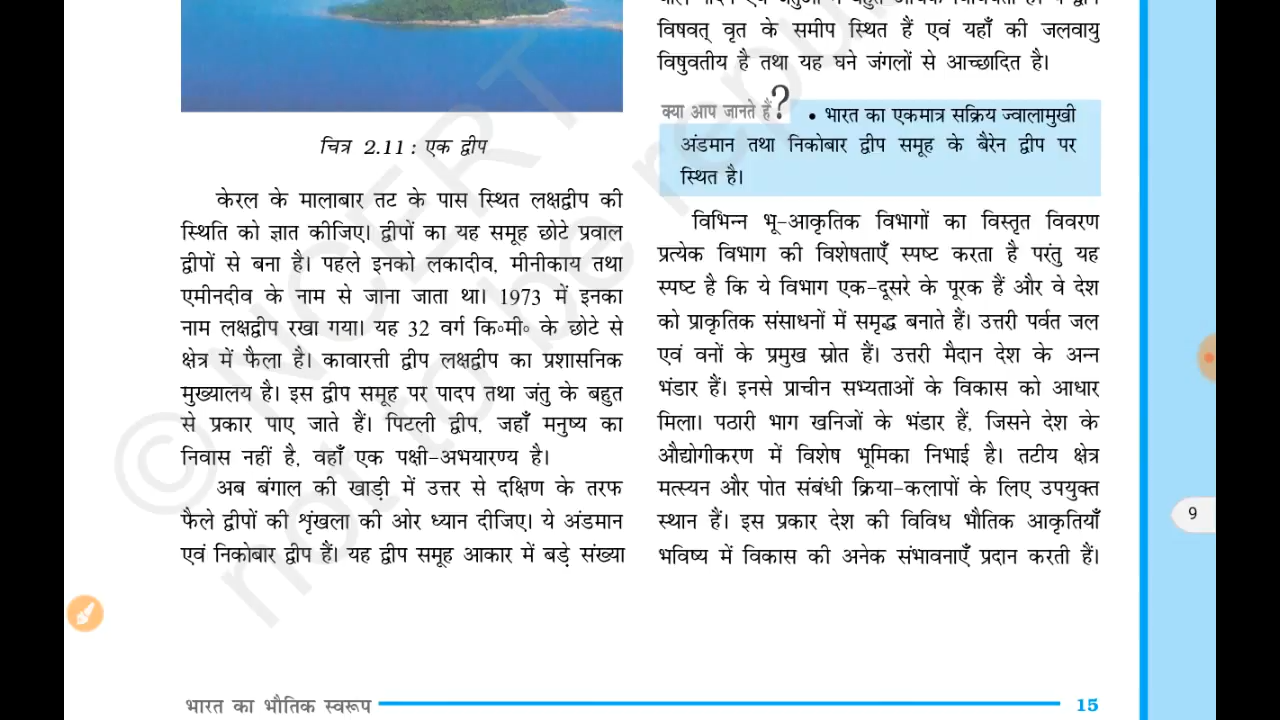 चित्र 2.11 : एक द्वीप
केरल के मालाबार तट के पास स्थित लक्षद्वीप की
स्थिति को ज्ञात कीजिए। द्वीपों का यह समूह छोटे प्रवाल
द्वीपों से बना है। पहले इनको लकादीव, मीनीकाय तथा
एमीनदीव के नाम से जाना जाता था। 1973 में इनका
नाम लक्षद्वीप रखा गया। यह 32 वर्ग कि॰मी॰ के छोटे से
क्षेत्र में फैला है। कावारत्ती द्वीप लक्षद्वीप का प्रशासनिक
मुख्यालय है। इस द्वीप समूह पर पादप तथा जंतु के बहुत
से प्रकार पाए जाते हैं। पिटली द्वीप, जहाँ मनुष्य का
निवास नहीं है, वहाँ एक पक्षी-अभयारण्य है।
अब बंगाल की खाड़ी में उत्तर से दक्षिण के तरफ
फैले द्वीपों की शृंखला की ओर ध्यान दीजिए। ये अंडमान
एवं निकोबार द्वीप हैं। यह द्वीप समूह आकार में बड़े संख्या
विषवत् वृत के समीप स्थित हैं एवं यहाँ की जलवायु
विषुवतीय है तथा यह घने जंगलों से आच्छादित है।
क्या आप जानते हैं?
• भारत का एकमात्र सक्रिय ज्वालामुखी
अंडमान तथा निकोबार द्वीप समूह के बैरेन द्वीप पर
स्थित है।
विभिन्न भू-आकृतिक विभागों का विस्तृत विवरण
प्रत्येक विभाग की विशेषताएँ स्पष्ट करता है परंतु यह
स्पष्ट है कि ये विभाग एक-दूसरे के पूरक हैं और वे देश
को प्राकृतिक संसाधनों में समृद्ध बनाते हैं। उत्तरी पर्वत जल
एवं वनों के प्रमुख स्रोत हैं। उत्तरी मैदान देश के अन्न
भंडार हैं। इनसे प्राचीन सभ्यताओं के विकास को आधार
मिला। पठारी भाग खनिजों के भंडार हैं, जिसने देश के
औद्योगीकरण में विशेष भूमिका निभाई है। तटीय क्षेत्र
मत्स्यन और पोत संबंधी क्रिया-कलापों के लिए उपयुक्त
स्थान हैं। इस प्रकार देश की विविध भौतिक आकृतियाँ
भविष्य में विकास की अनेक संभावनाएँ प्रदान करती हैं।
9
© NCERT
not to be republ
भारत का भौतिक स्वरूप
15